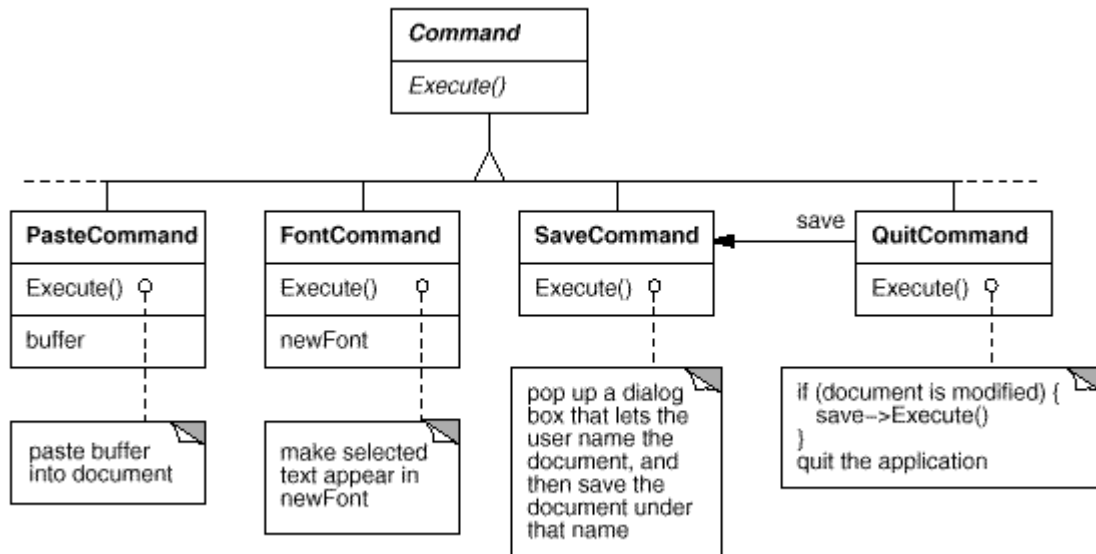 Command
Execute()
PasteCommand
Execute()
buffer
paste buffer
into document
FontCommand
Execute()
newFont
make selected
text appear in
newFont
SaveCommand
Execute()
pop up a dialog
box that lets the
user name the
document, and
then save the
document under
that name
save
QuitCommand
Execute()
if (document is modified) {
save–>Execute()
}
quit the application